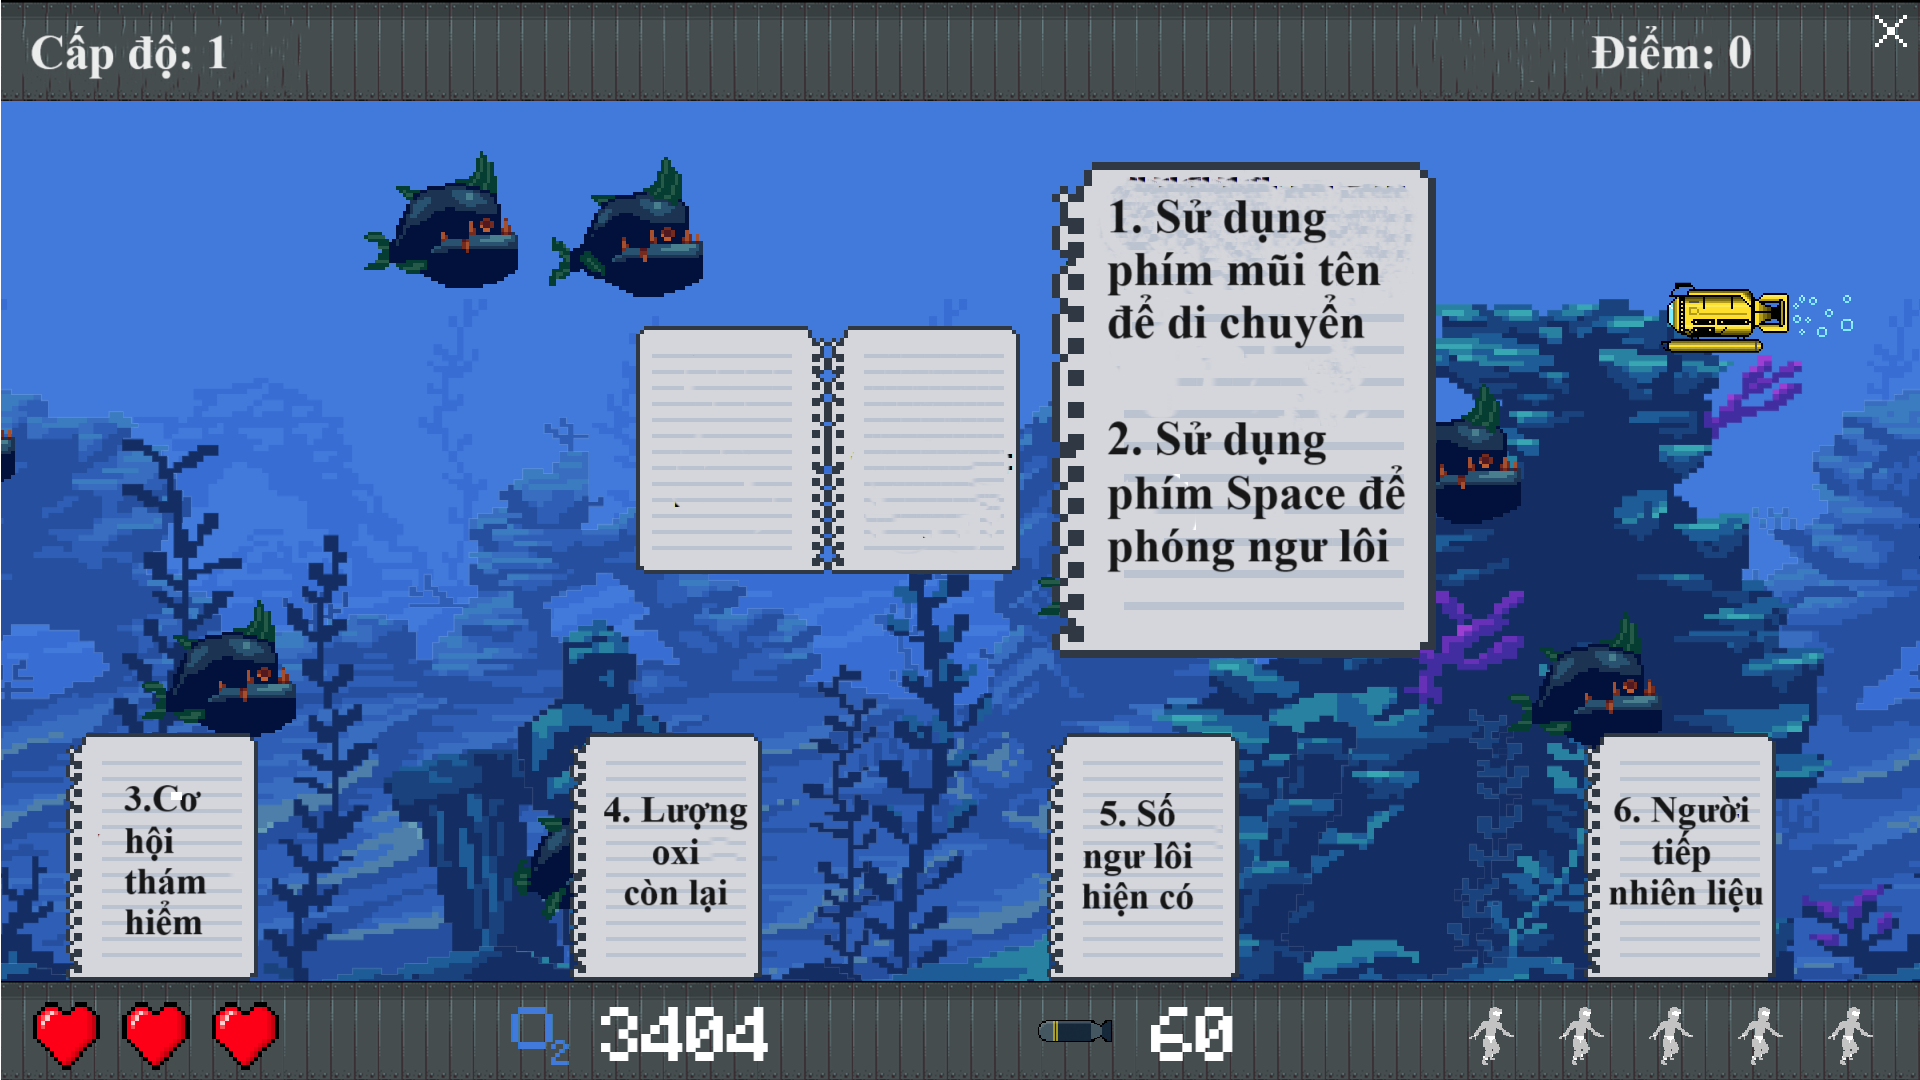 Cấp độ: 1
Điểm: 0
1. Sử dụng
phím mũi tên
để di chuyển
2. Sử dụng
phím Space để
phóng ngư lôi
3.Cơ
hội
thám
hiểm
4. Lượng
oxi
còn lại
5. Số
ngư lôi
hiện có
6. Người
tiếp
nhiên liệu
O2 3404
60